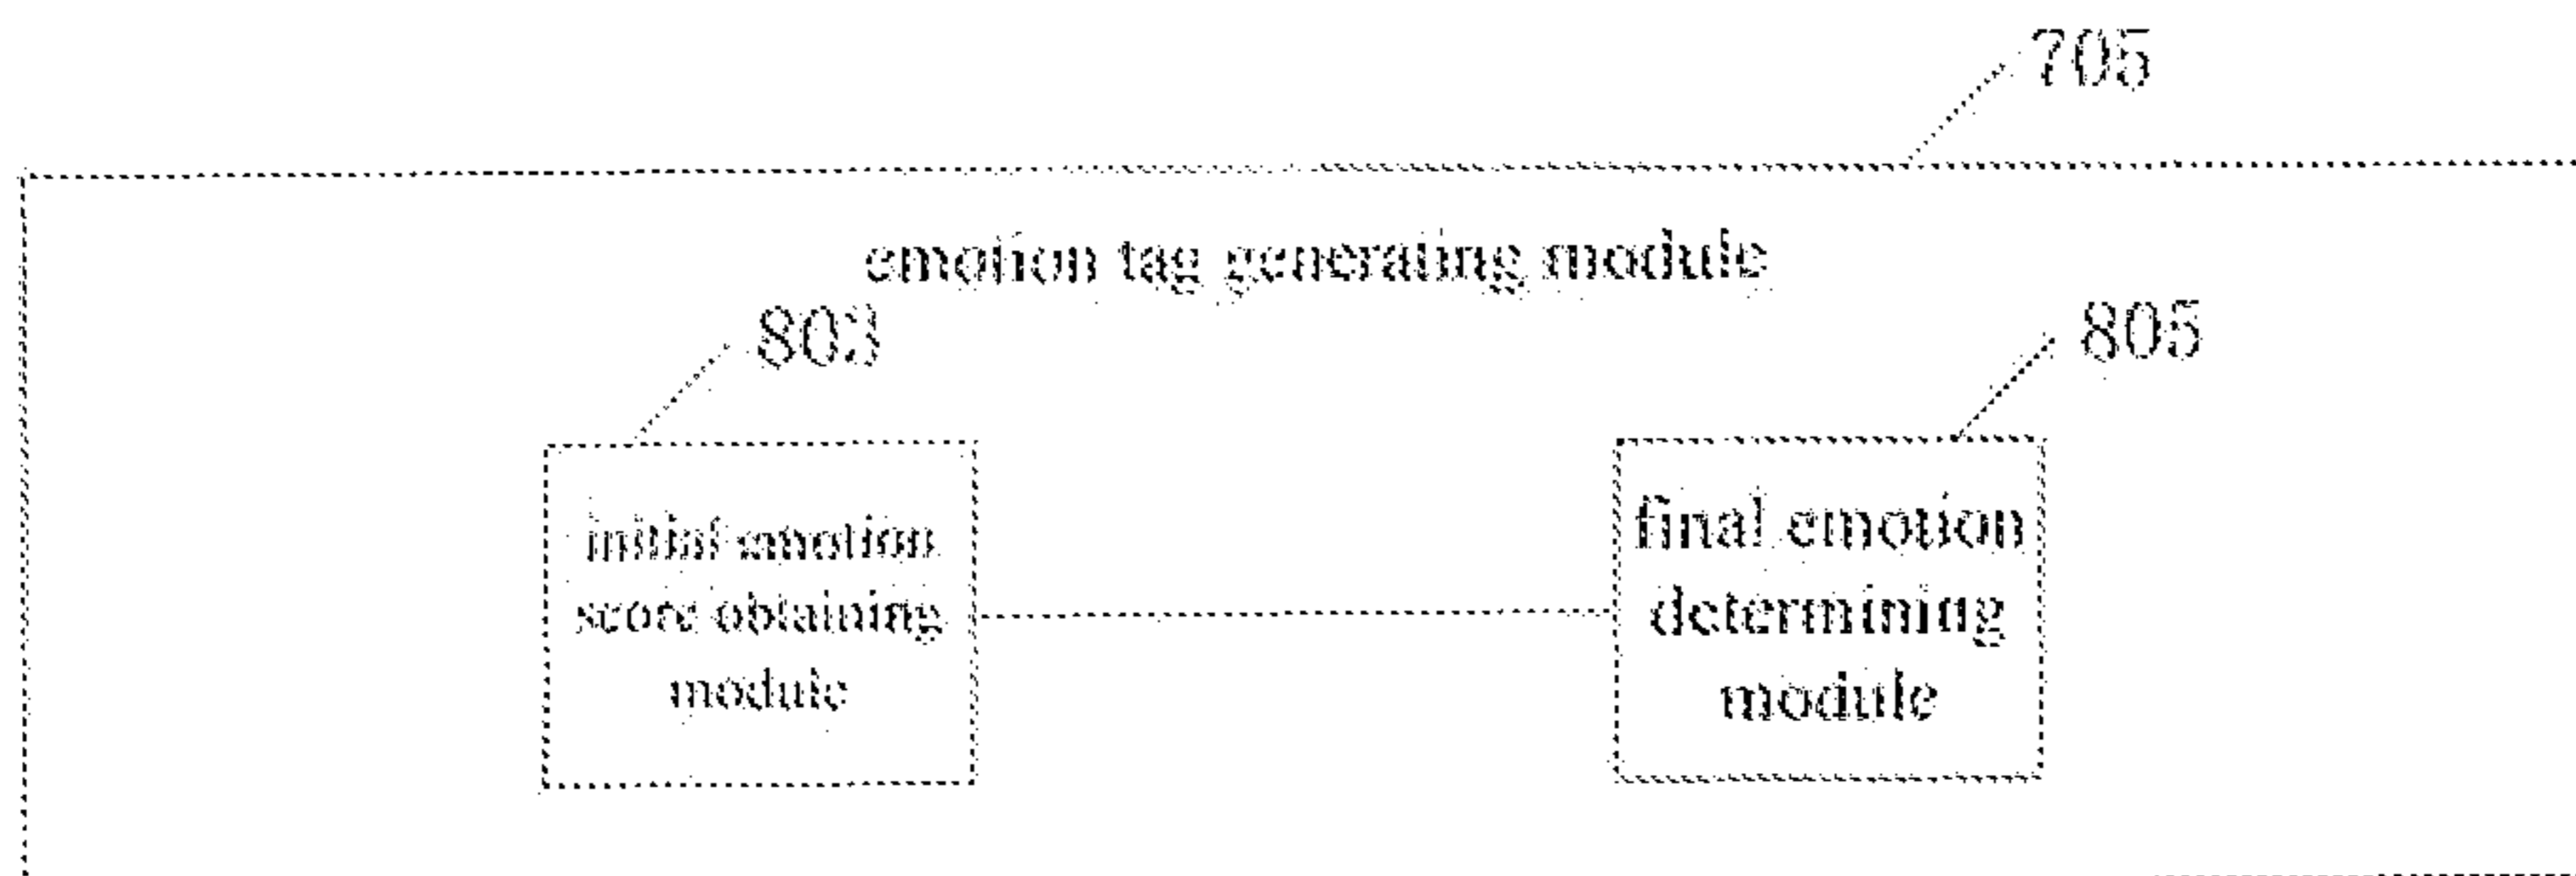 705
emotion tag generating module
803
805
initial emotion
score obtaining
module
final emotion
determining
module